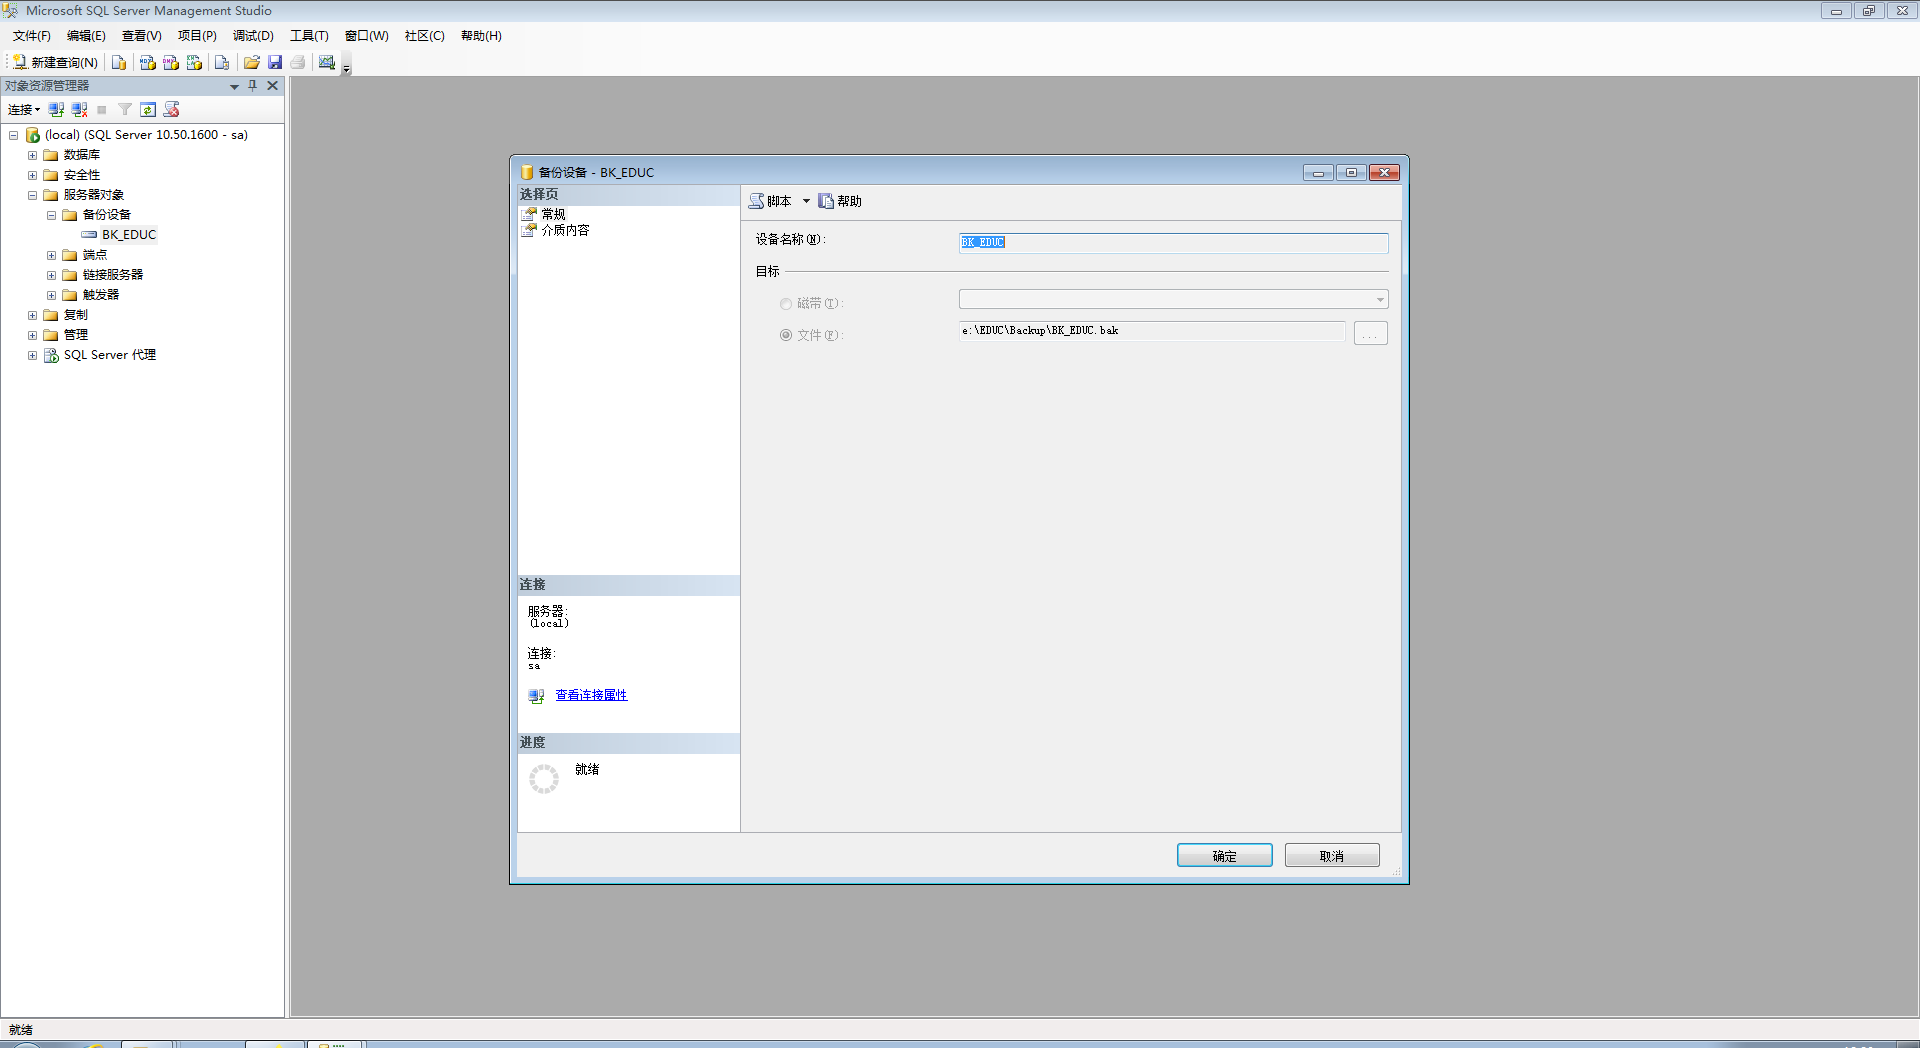 Microsoft SQL Server Management Studio
文件(F) 编辑(E) 查看(V) 项目(P) 调试(D) 工具(T) 窗口(W) 社区(C) 帮助(H)
新建查询(N)
对象资源管理器
连接
(local) (SQL Server 10.50.1600 - sa)
数据库
安全性
服务器对象
备份设备
BK_EDUC
端点
链接服务器
触发器
复制
管理
SQL Server 代理
备份设备 - BK_EDUC
选择页
常规
介质内容
脚本 帮助
设备名称(N):
BK_EDUC
目标
磁带(T):
文件(F):
e:\EDUC\Backup\BK_EDUC.bak
...
连接
服务器:
(local)
连接:
sa
查看连接属性
进度
就绪
确定
取消
就绪